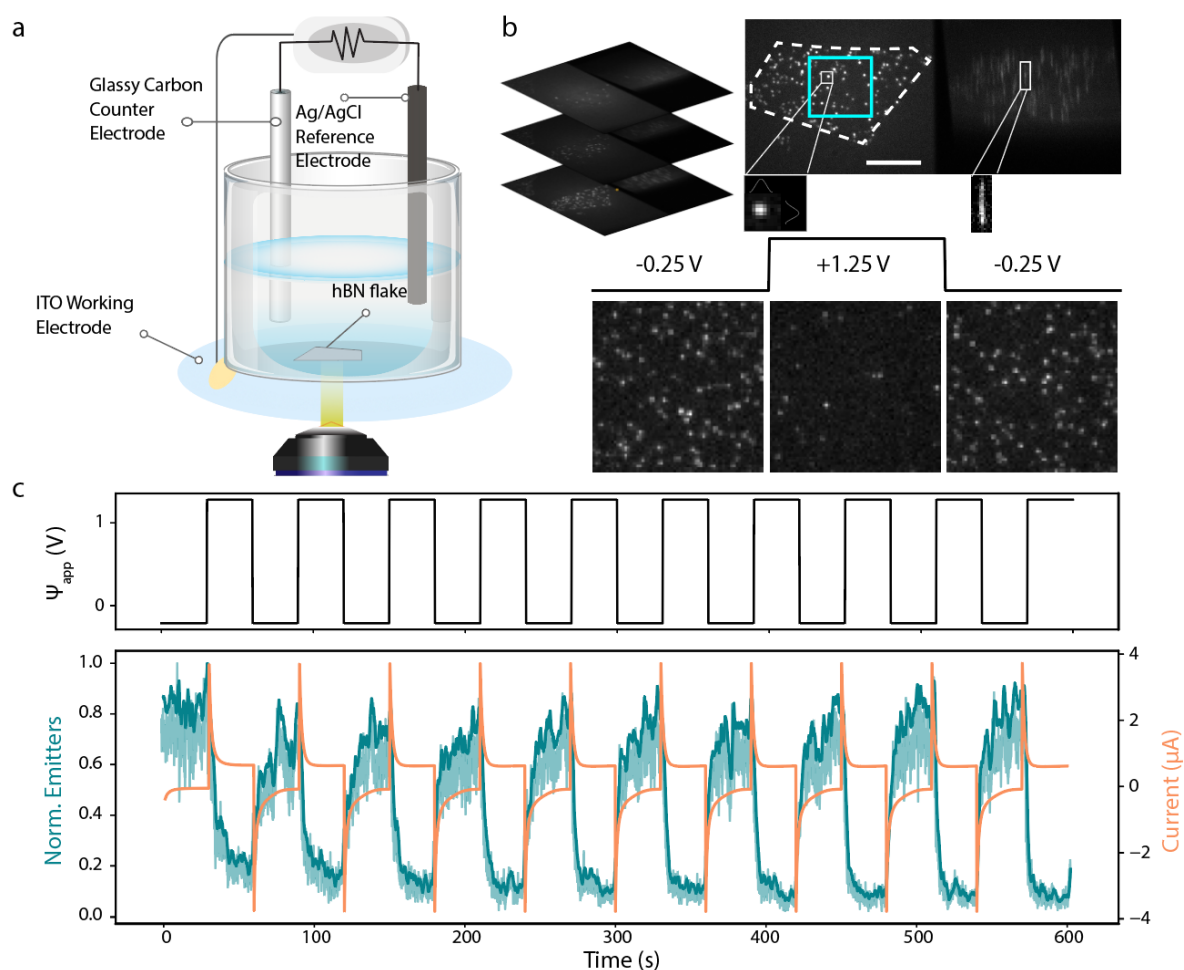 a
Glassy Carbon
Counter
Electrode
Ag/AgCl
Reference
Electrode
hBN flake
ITO Working
Electrode
b
-0.25 V
+1.25 V
-0.25 V
c
Ψapp (V)
1
0
Norm. Emitters
1.0
0.8
0.6
0.4
0.2
0.0
Current (μA)
4
2
0
−2
−4
0 100 200 300 400 500 600
Time (s)